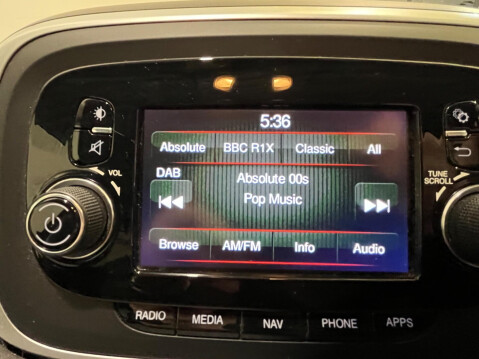 5:36
Absolute BBC R1X Classic All
DAB
Absolute 00s
Pop Music
Browse AM/FM Info Audio
VOL
TUNE
SCROLL
RADIO MEDIA NAV PHONE APPS